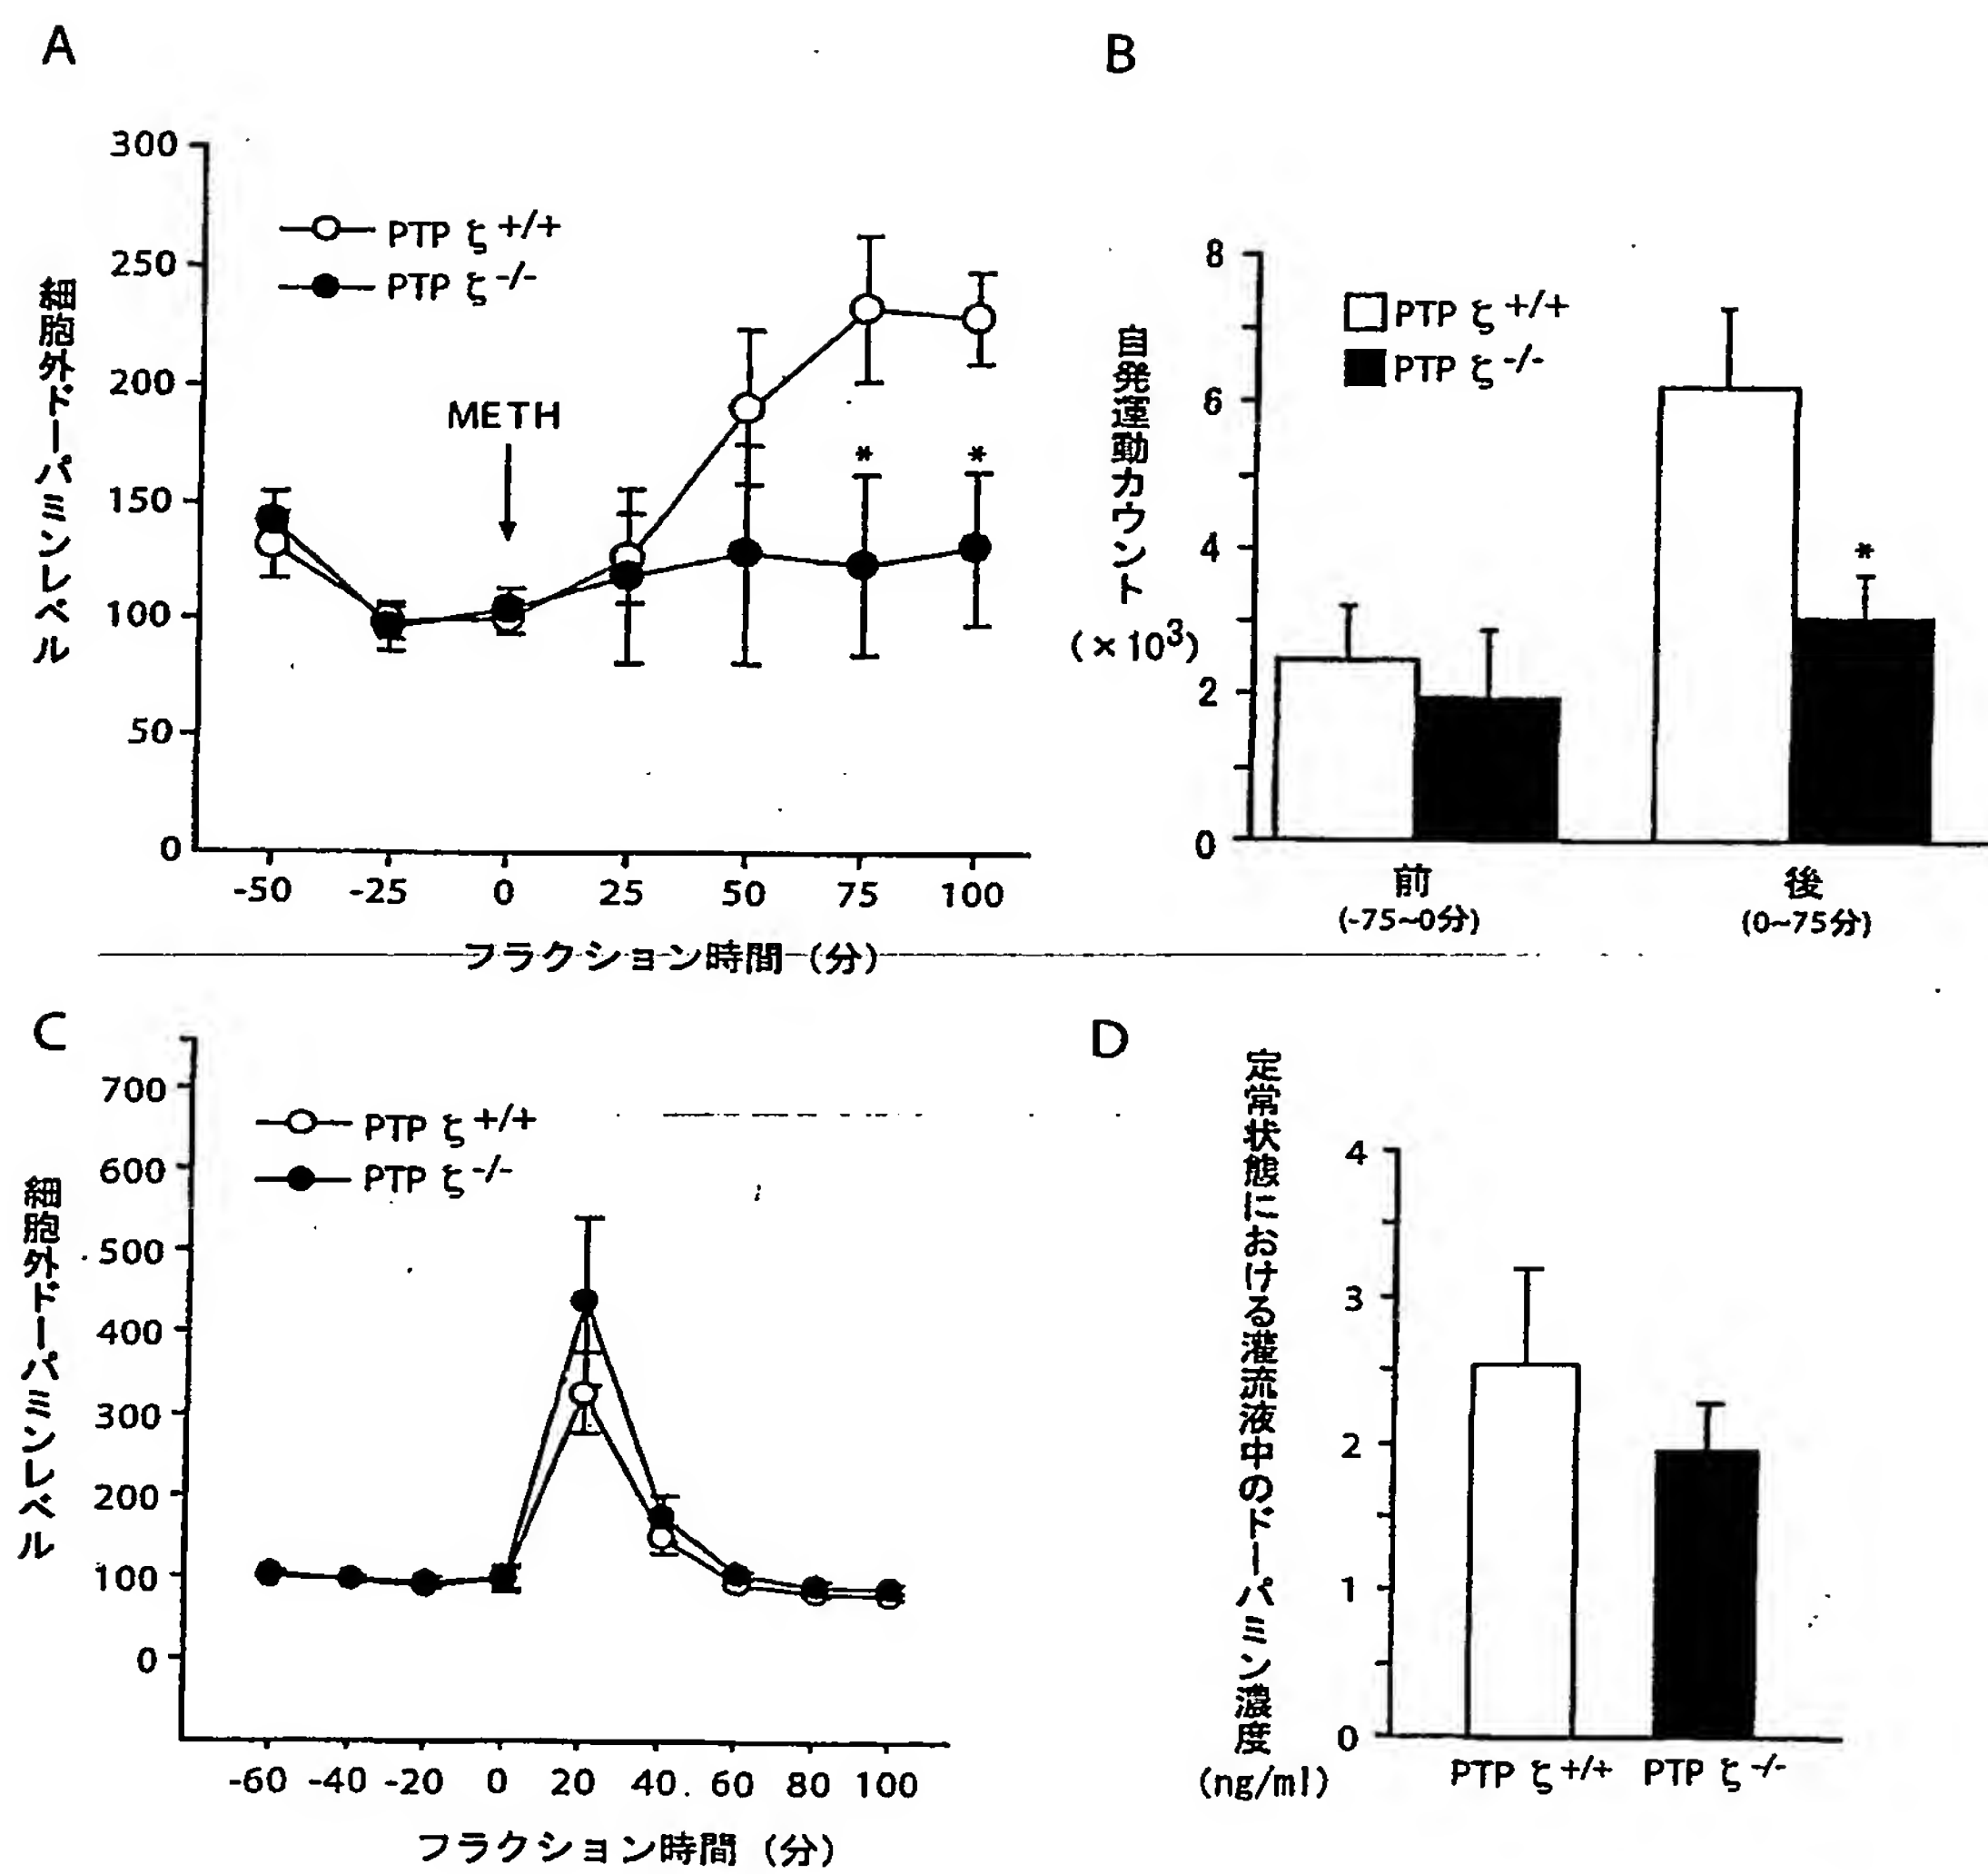 A
300
250
200
150
100
50
0
PTP ζ +/+
PTP ζ -/-
METH
*
*
細胞外ドーパミンレベル
-50 -25 0 25 50 75 100
フラクション時間 (分)
B
8
6
4
2
0
PTP ζ +/+
PTP ζ -/-
*
自発運動カウント
(×10³)
前
(-75~0分)
後
(0~75分)
C
700
600
500
400
300
200
100
0
PTP ζ +/+
PTP ζ -/-
細胞外ドーパミンレベル
-60 -40 -20 0 20 40 60 80 100
フラクション時間 (分)
D
定常状態における灌流液中のドーパミン濃度
(ng/ml)
4
3
2
1
0
PTP ζ +/+ PTP ζ -/-